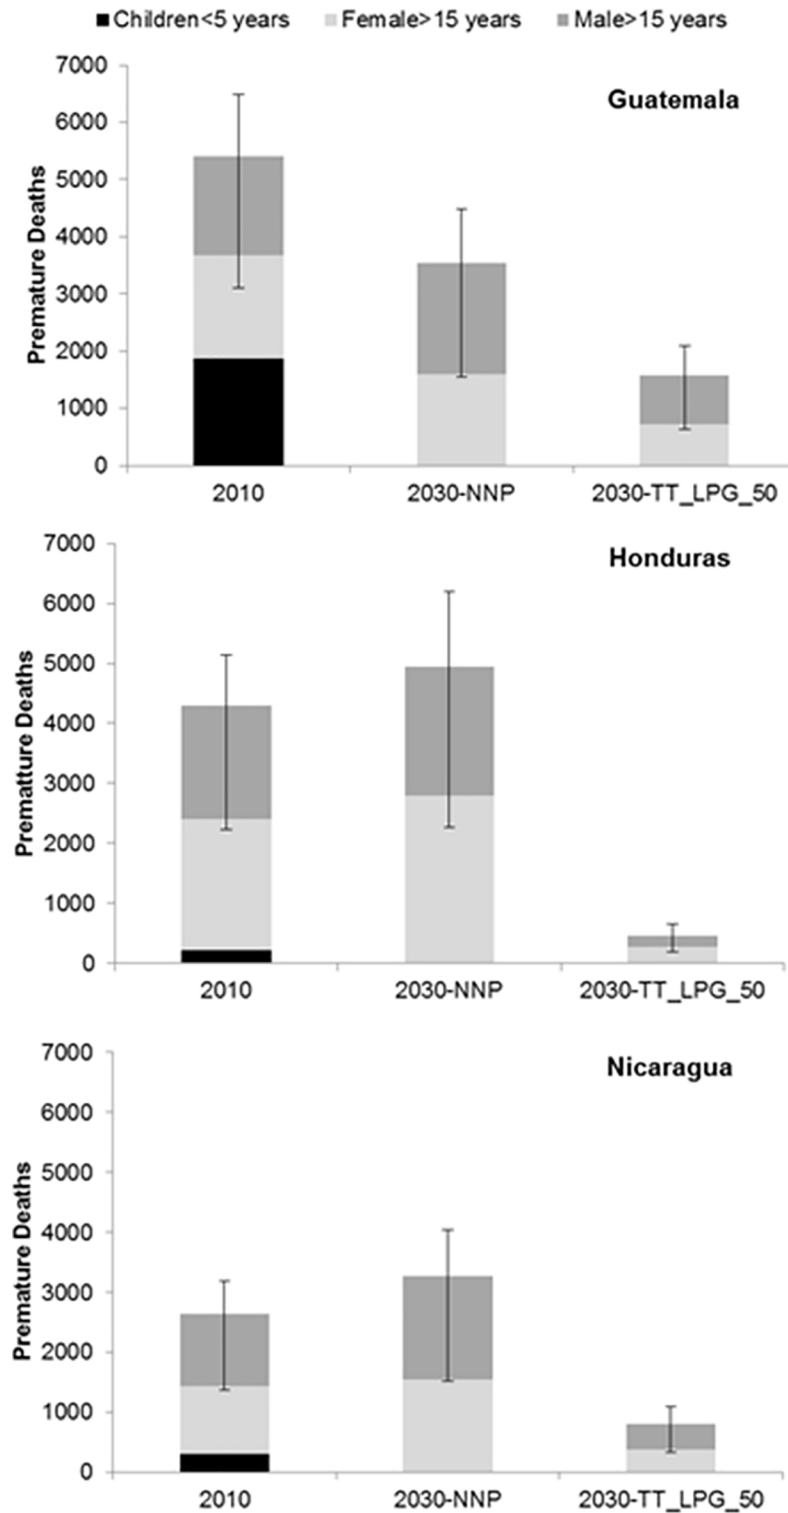 Children<5 years Female>15 years Male>15 years
Guatemala
Premature Deaths
7000
6000
5000
4000
3000
2000
1000
0
2010 2030-NNP 2030-TT_LPG_50
Honduras
Prematture Deaths
7000
6000
5000
4000
3000
2000
1000
0
2010 2030-NNP 2030-TT_LPG_50
Nicaragua
Premature Deaths
7000
6000
5000
4000
3000
2000
1000
0
2010 2030-NNP 2030-TT_LPG_50